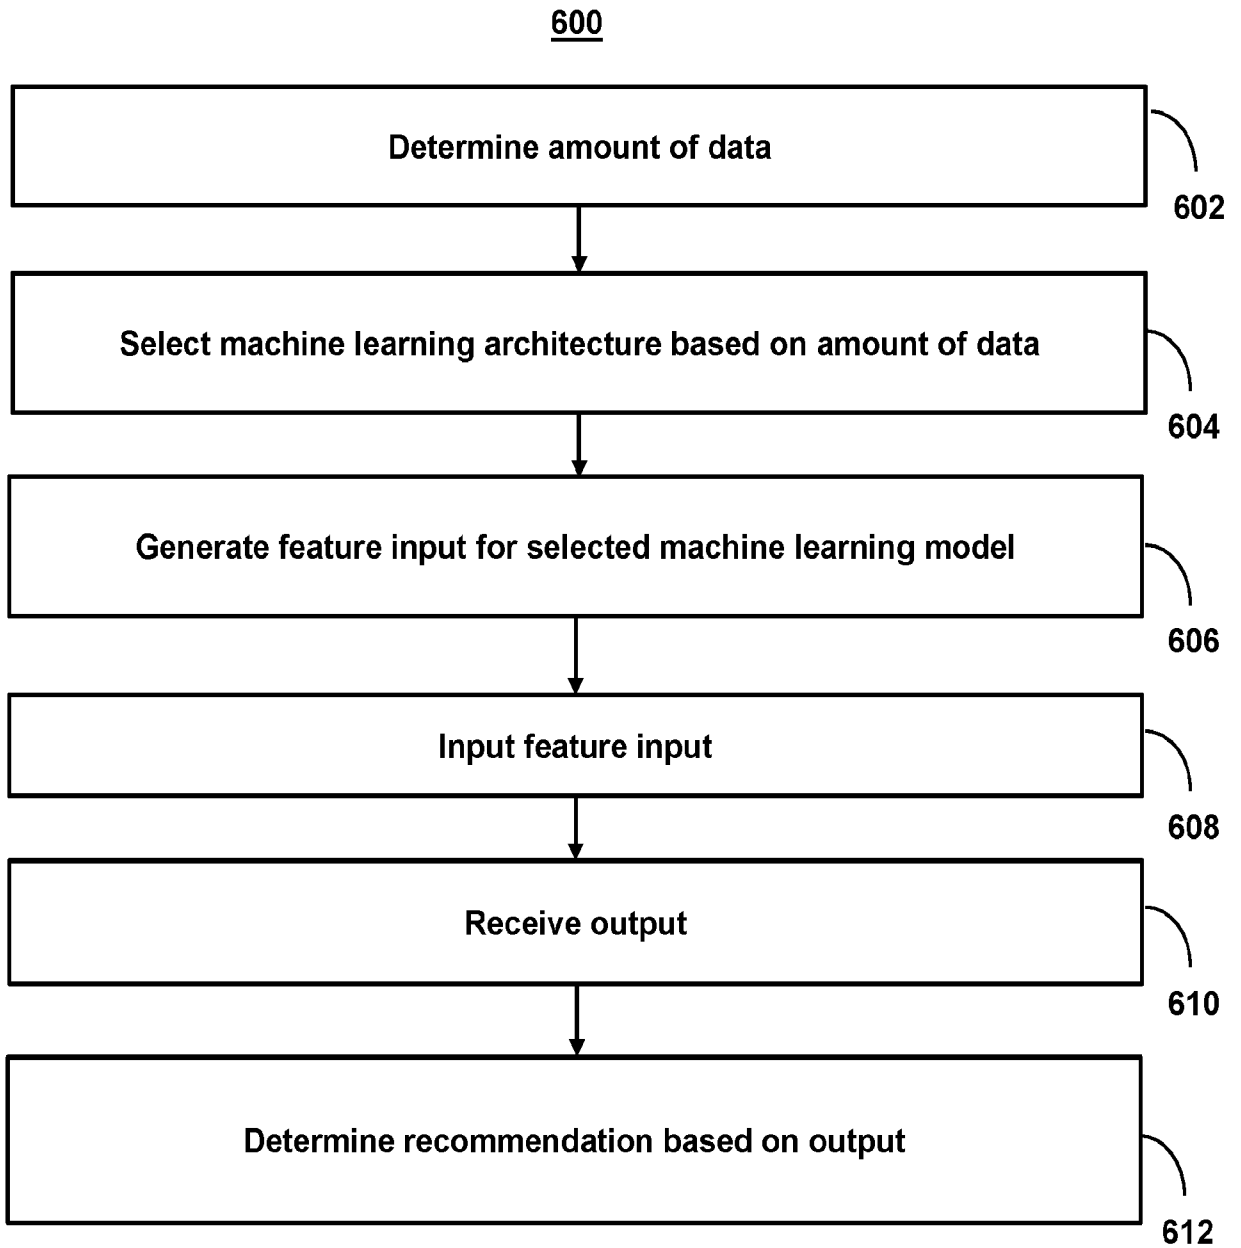 600
Determine amount of data
602
Select machine learning architecture based on amount of data
604
Generate feature input for selected machine learning model
606
Input feature input
608
Receive output
610
Determine recommendation based on output
612